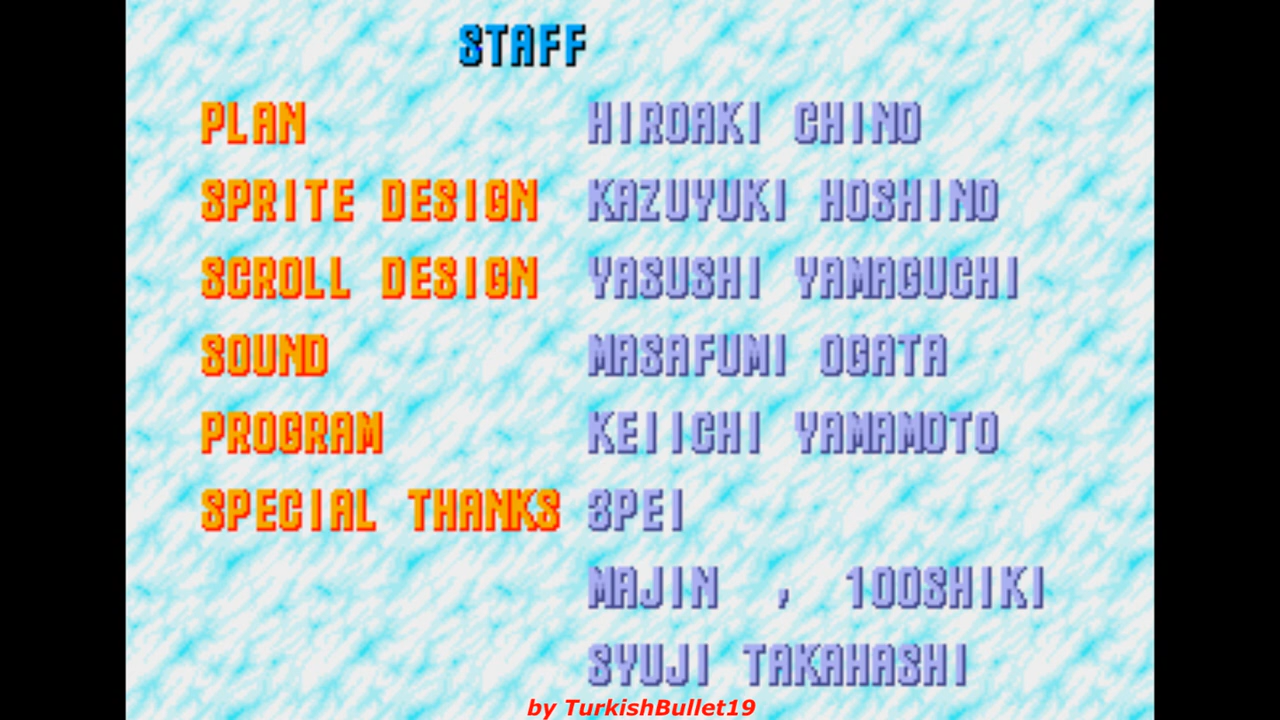 STAFF
PLAN HIROAKI CHINO
SPRITE DESIGN KAZUYUKI HOSHINO
SCROLL DESIGN YASUSHI YAMAGUCHI
SOUND MASAFUMI OGATA
PROGRAM KEIICHI YAMAMOTO
SPECIAL THANKS 3PEI
MAJIN , 100SHIKI
SYUJI TAKAHASHI
by TurkishBullet19